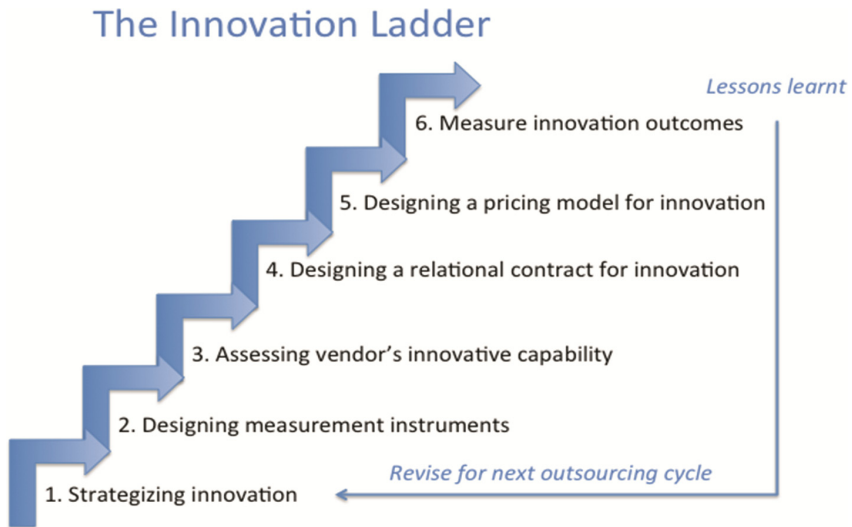 The Innovation Ladder
Lessons learnt
6. Measure innovation outcomes
5. Designing a pricing model for innovation
4. Designing a relational contract for innovation
3. Assessing vendor’s innovative capability
2. Designing measurement instruments
Revise for next outsourcing cycle
1. Strategizing innovation